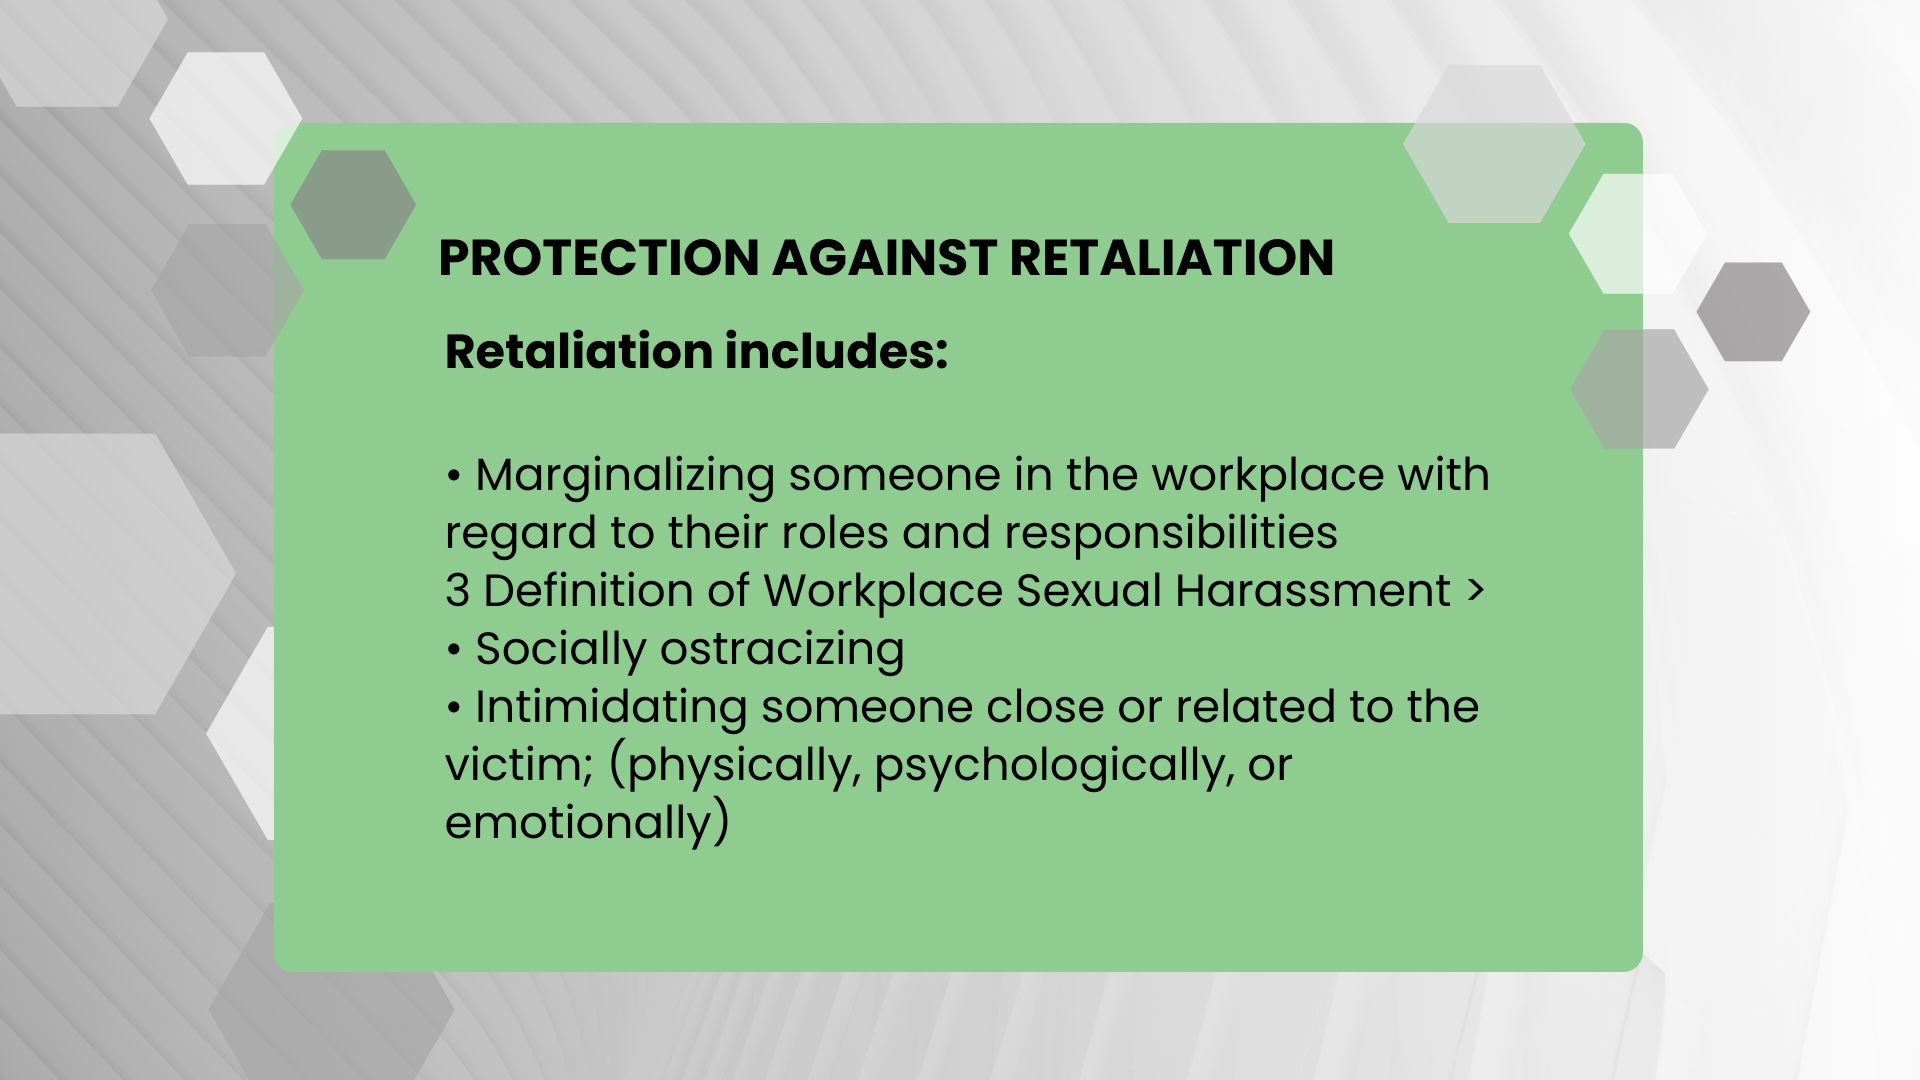 PROTECTION AGAINST RETALIATION
Retaliation includes:
• Marginalizing someone in the workplace with
regard to their roles and responsibilities
3 Definition of Workplace Sexual Harassment >
• Socially ostracizing
• Intimidating someone close or related to the
victim; (physically, psychologically, or
emotionally)